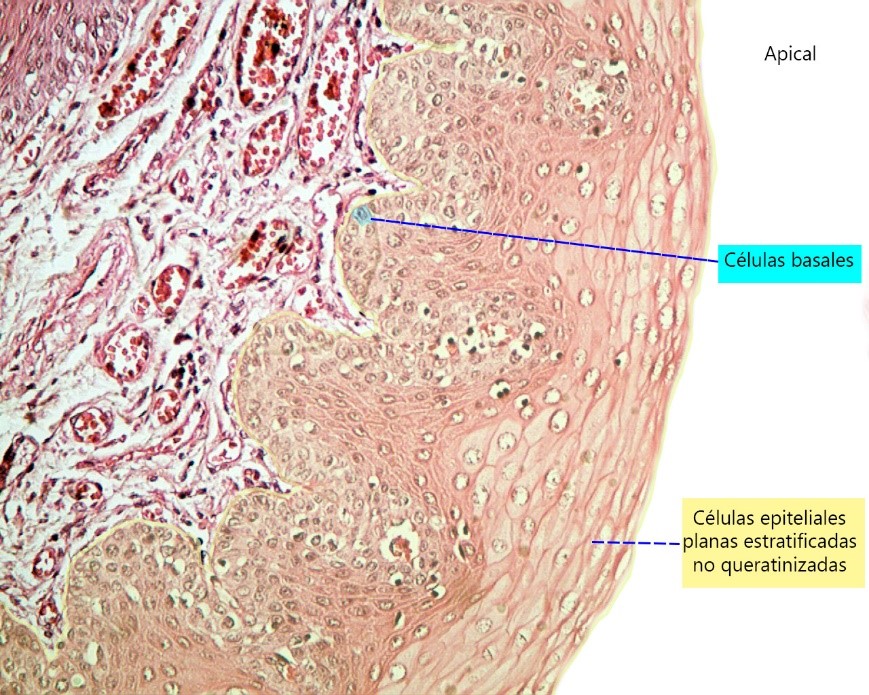 Apical
Células basales
Células epiteliales
planas estratificadas
no queratinizadas